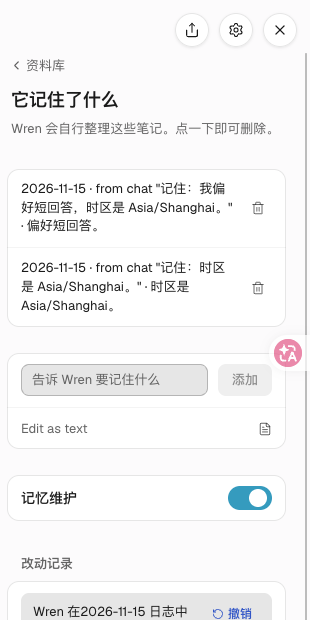 资料库
它记住了什么
Wren 会自行整理这些笔记。点一下即可删除。
2026-11-15 · from chat "记住：我偏
好短回答，时区是 Asia/Shanghai。"
· 偏好短回答。
2026-11-15 · from chat "记住：时区
是 Asia/Shanghai。" · 时区是
Asia/Shanghai。
告诉 Wren 要记住什么
添加
Edit as text
记忆维护
改动记录
Wren 在2026-11-15 日志中
撤销